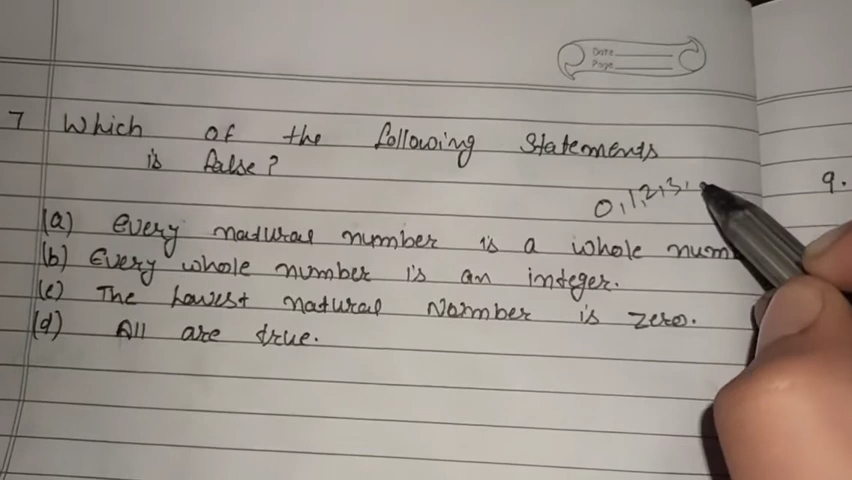 Date
Page
7 Which of the following Statements
is false?
0,1,2,3,
9.
(a) Every natural number is a whole num
(b) Every whole number is an integer.
(c) The Lowest natural Nomber is zero.
(d) All are true.